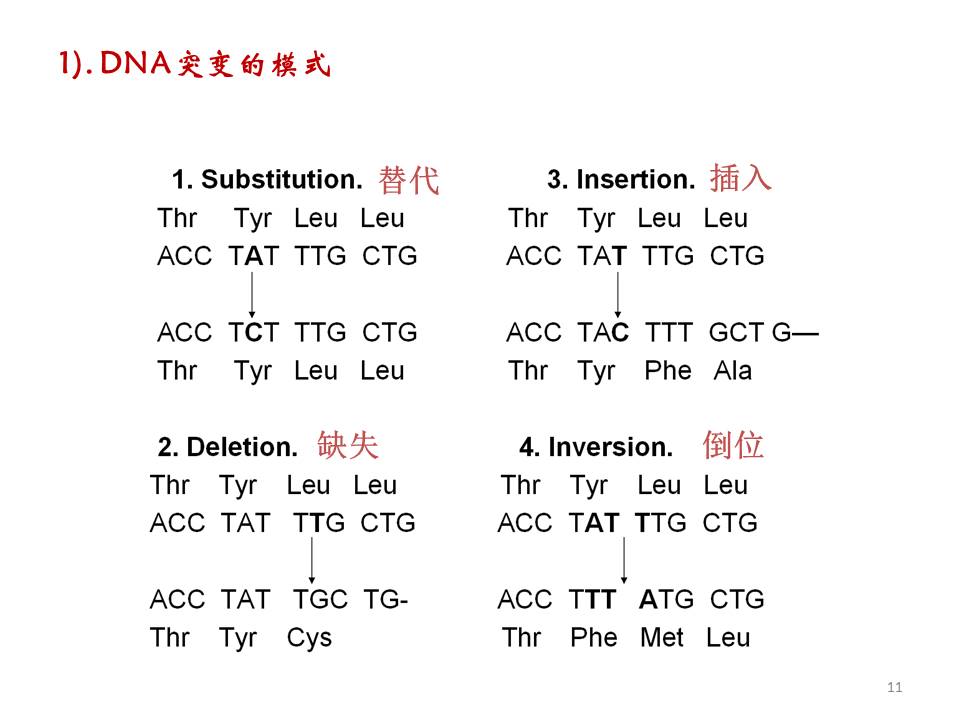 1). DNA突变的模式
1. Substitution. 替代
Thr Tyr Leu Leu
ACC TAT TTG CTG
ACC TCT TTG CTG
Thr Tyr Leu Leu
2. Deletion. 缺失
Thr Tyr Leu Leu
ACC TAT TTG CTG
ACC TAT TGC TG-
Thr Tyr Cys
3. Insertion. 插入
Thr Tyr Leu Leu
ACC TAT TTG CTG
ACC TAC TTT GCT G—
Thr Tyr Phe Ala
4. Inversion. 倒位
Thr Tyr Leu Leu
ACC TAT TTG CTG
ACC TTT ATG CTG
Thr Phe Met Leu
11